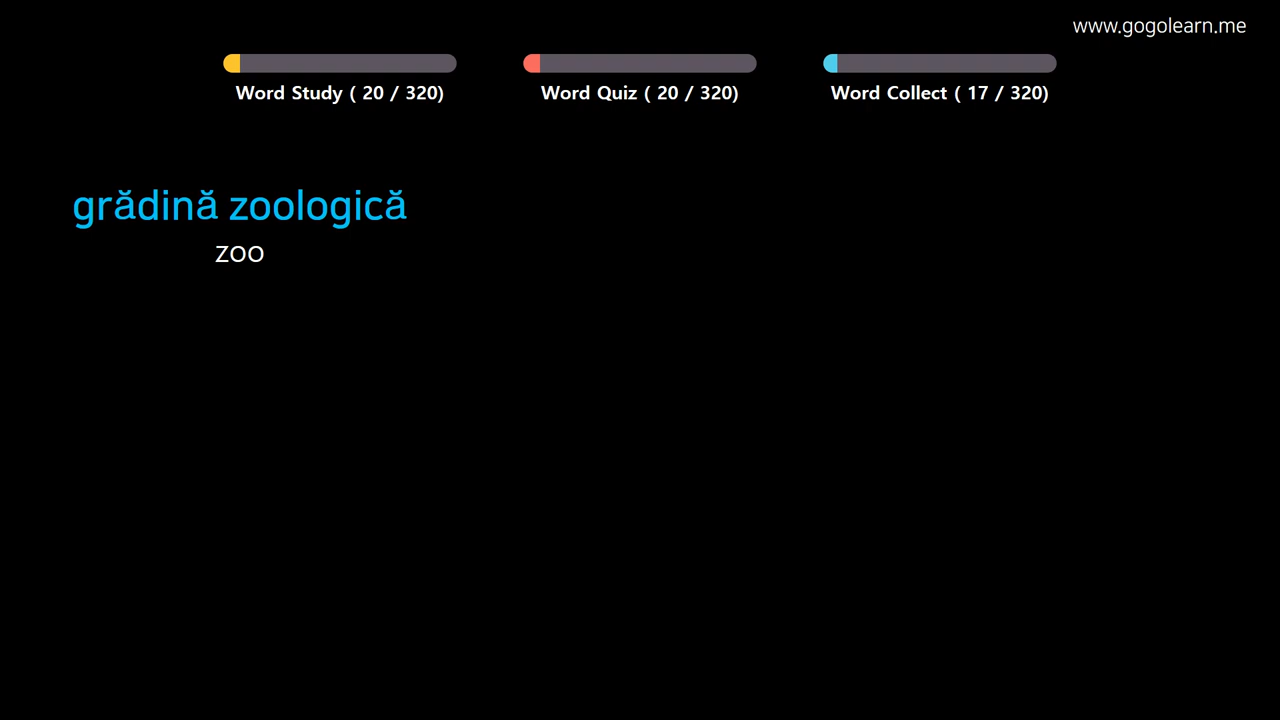 www.gogolearn.me
Word Study ( 20 / 320)
Word Quiz ( 20 / 320)
Word Collect ( 17 / 320)
grădină zoologică
zoo